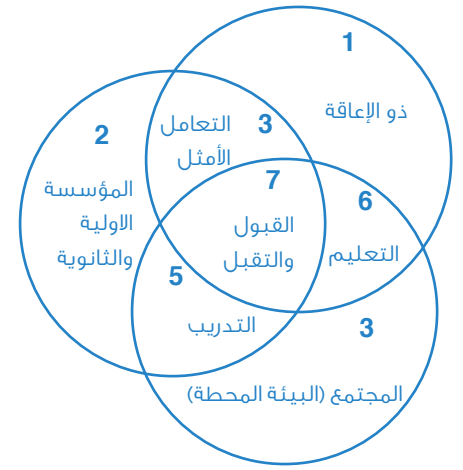 1
ذو الإعاقة
2
المؤسسة
الاولية
والثانوية
3
التعامل
الأمثل
7
القبول
والتقبل
6
التعليم
5
التدريب
3
المجتمع (البيئة المحطة)